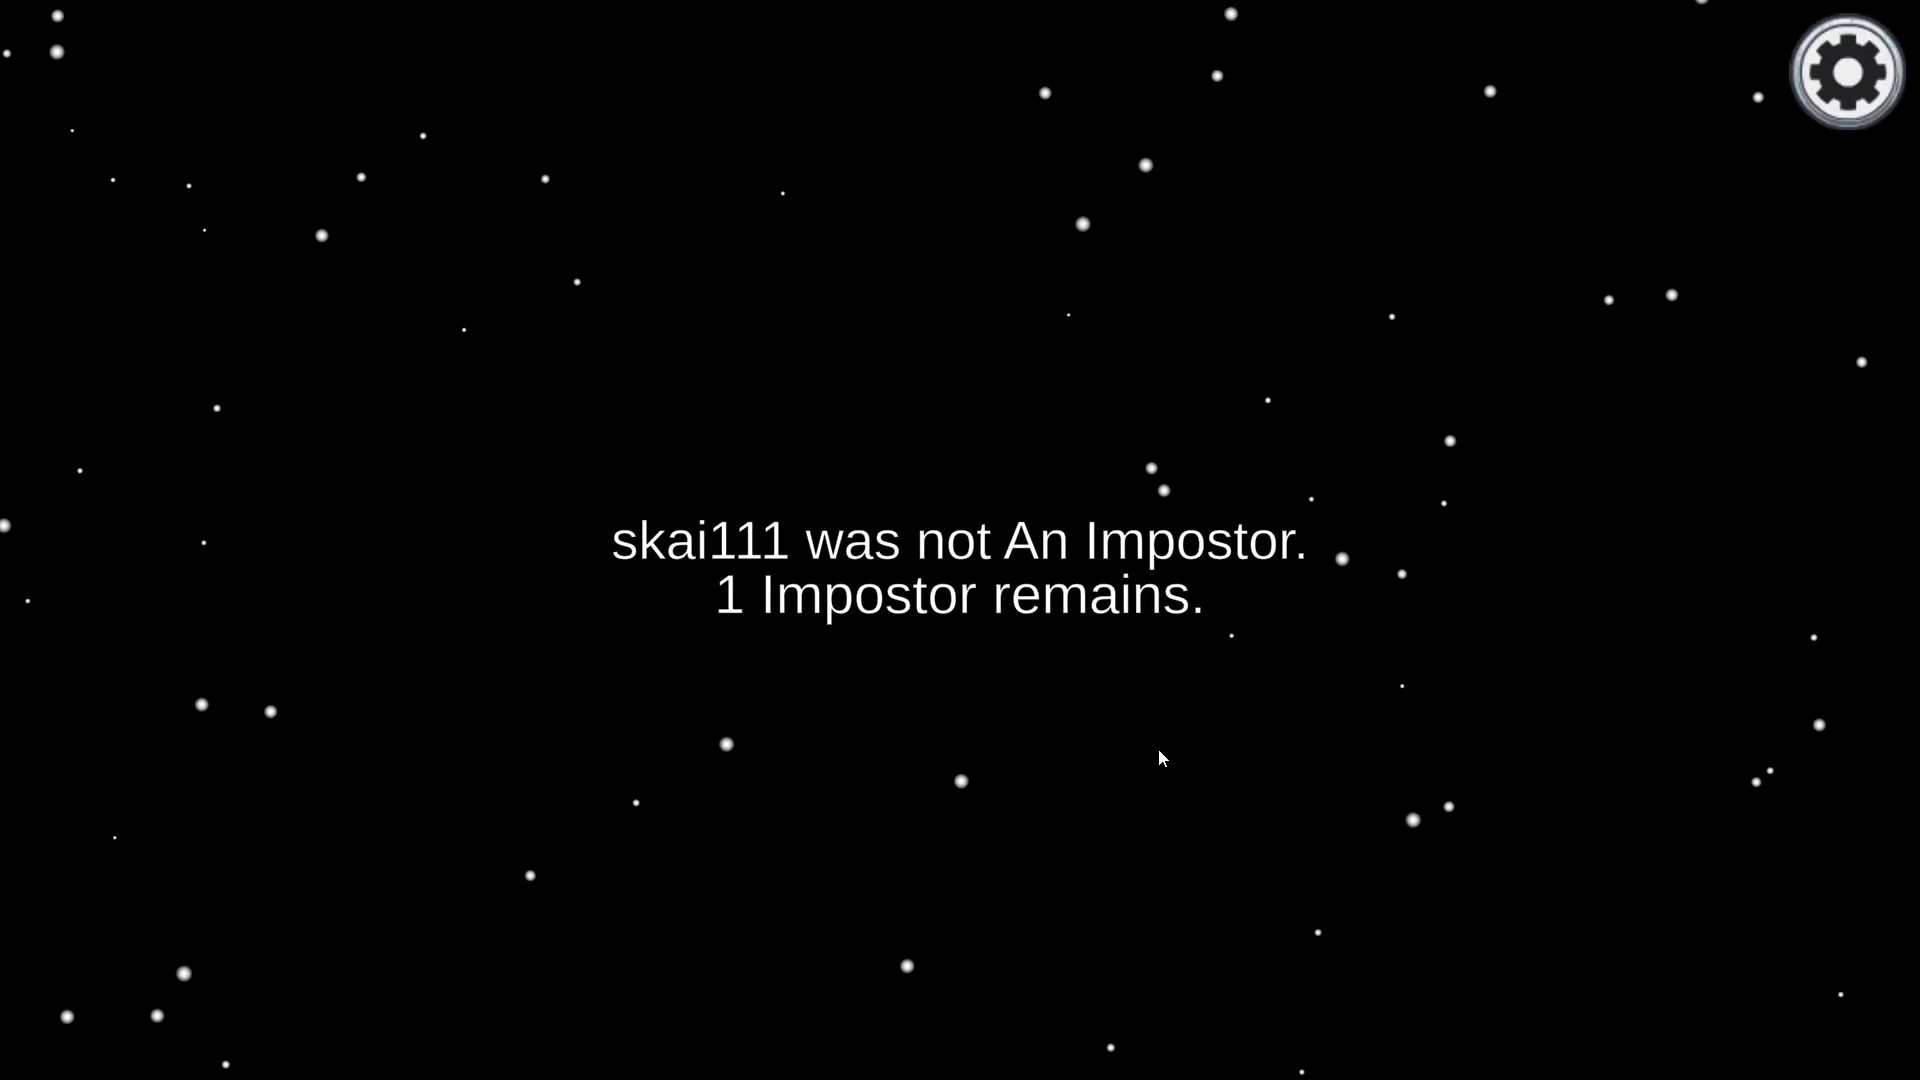 skai111 was not An Impostor.
1 Impostor remains.